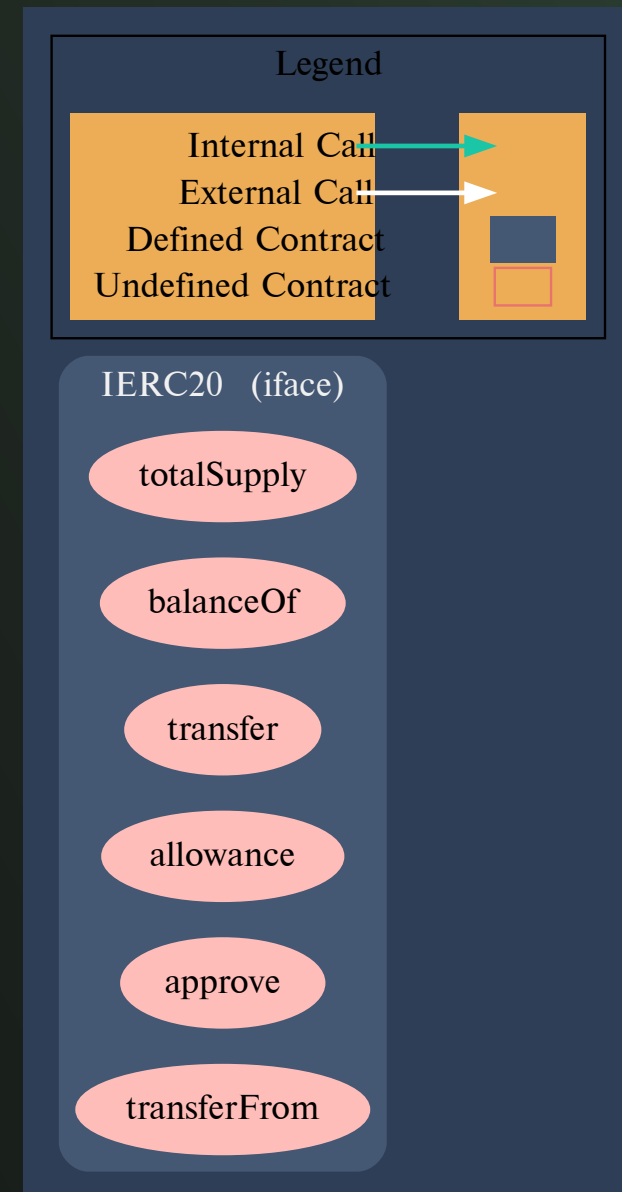 Legend
Internal Call
External Call
Defined Contract
Undefined Contract
IERC20 (iface)
totalSupply
balanceOf
transfer
allowance
approve
transferFrom